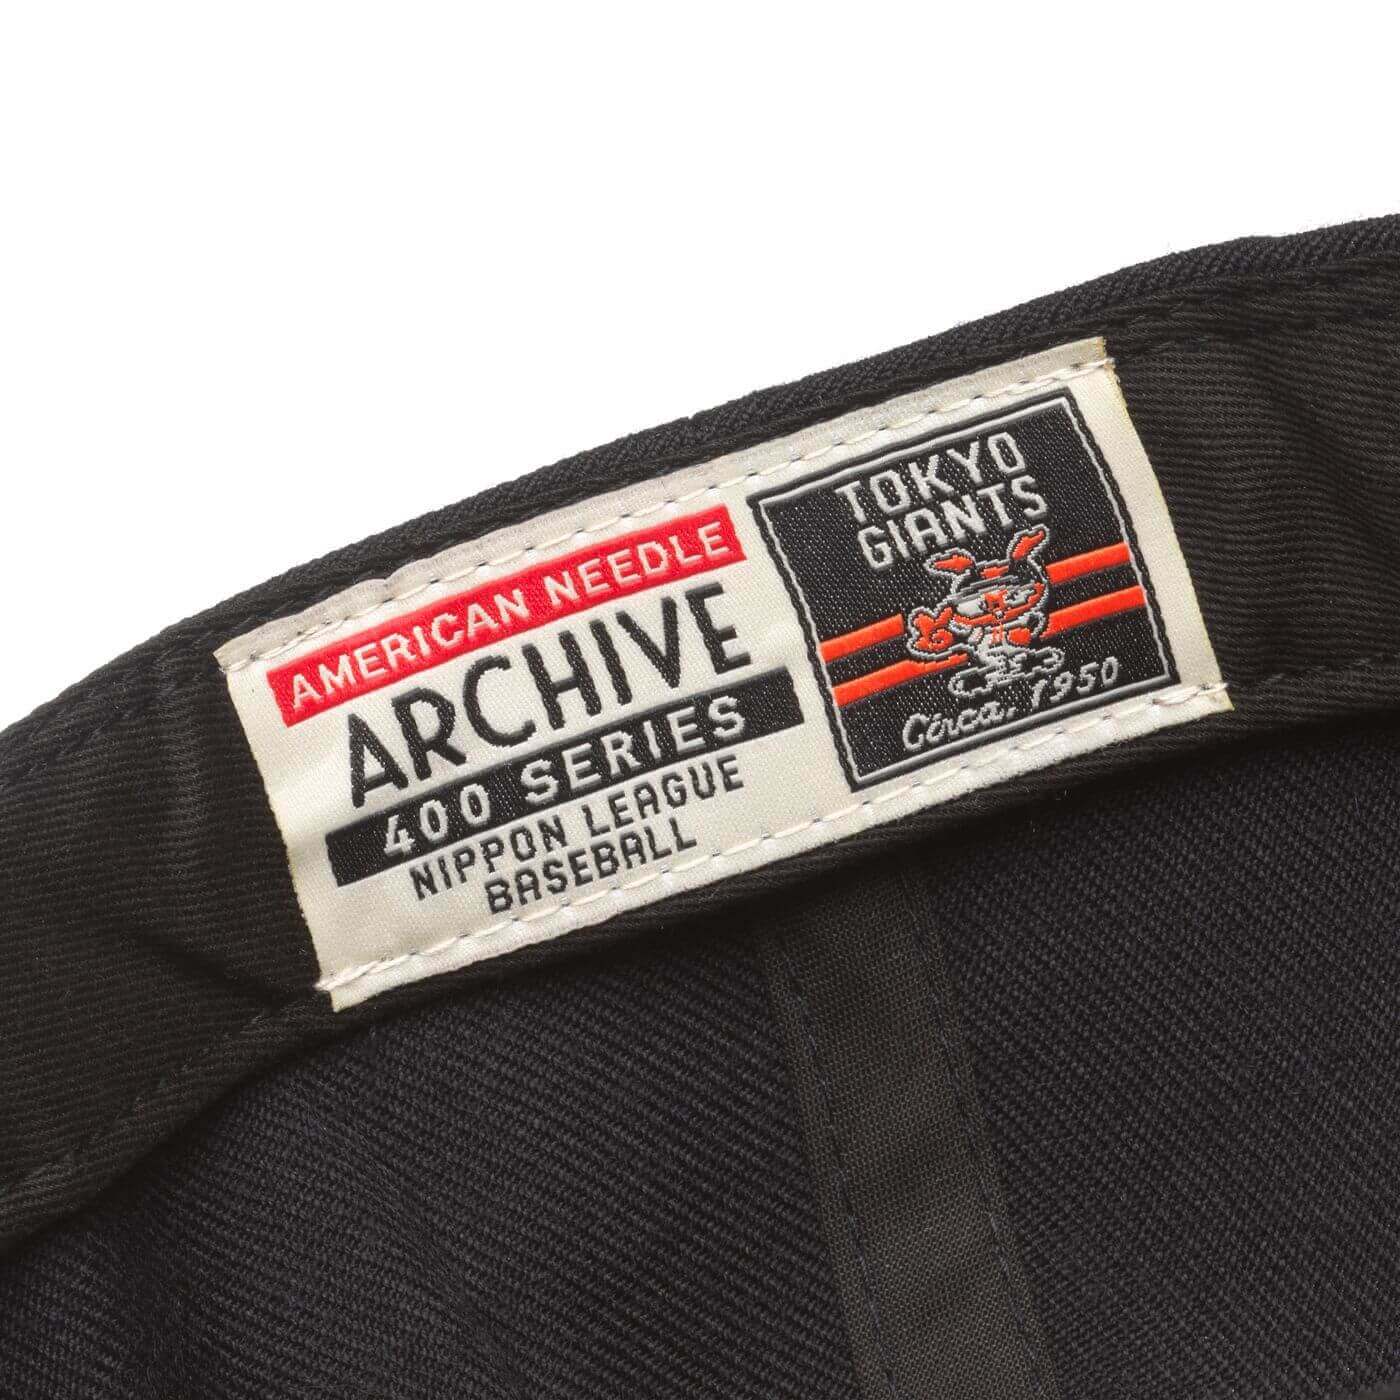 AMERICAN NEEDLE
ARCHIVE
400 SERIES
NIPPON LEAGUE
BASEBALL
TOKYO
GIANTS
Circa, 1950